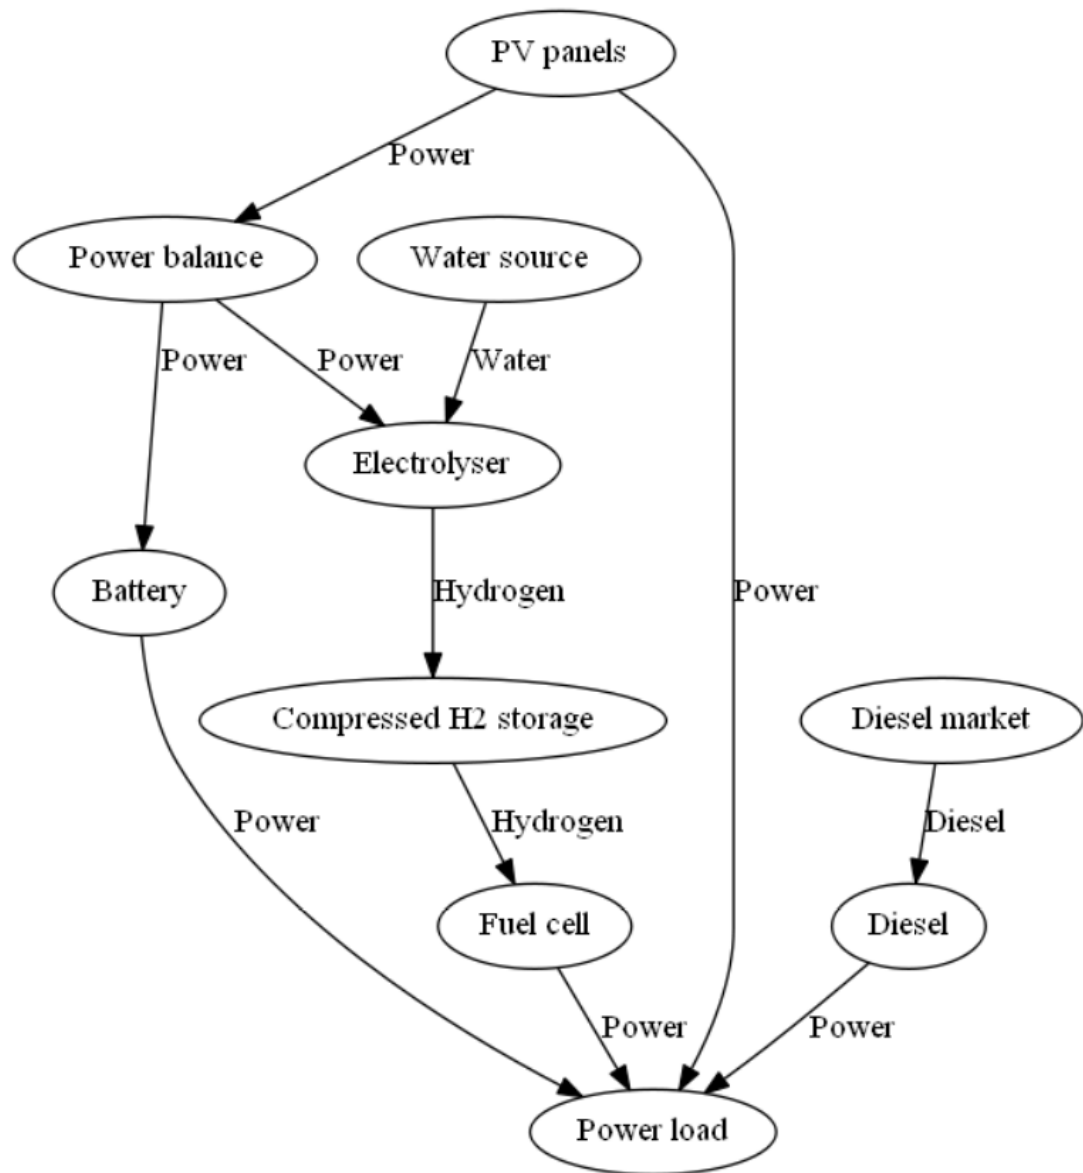 PV panels
Power
Power balance
Water source
Power
Power
Water
Electrolyser
Battery
Hydrogen
Power
Compressed H2 storage
Diesel market
Power
Hydrogen
Diesel
Fuel cell
Diesel
Power
Power
Power load